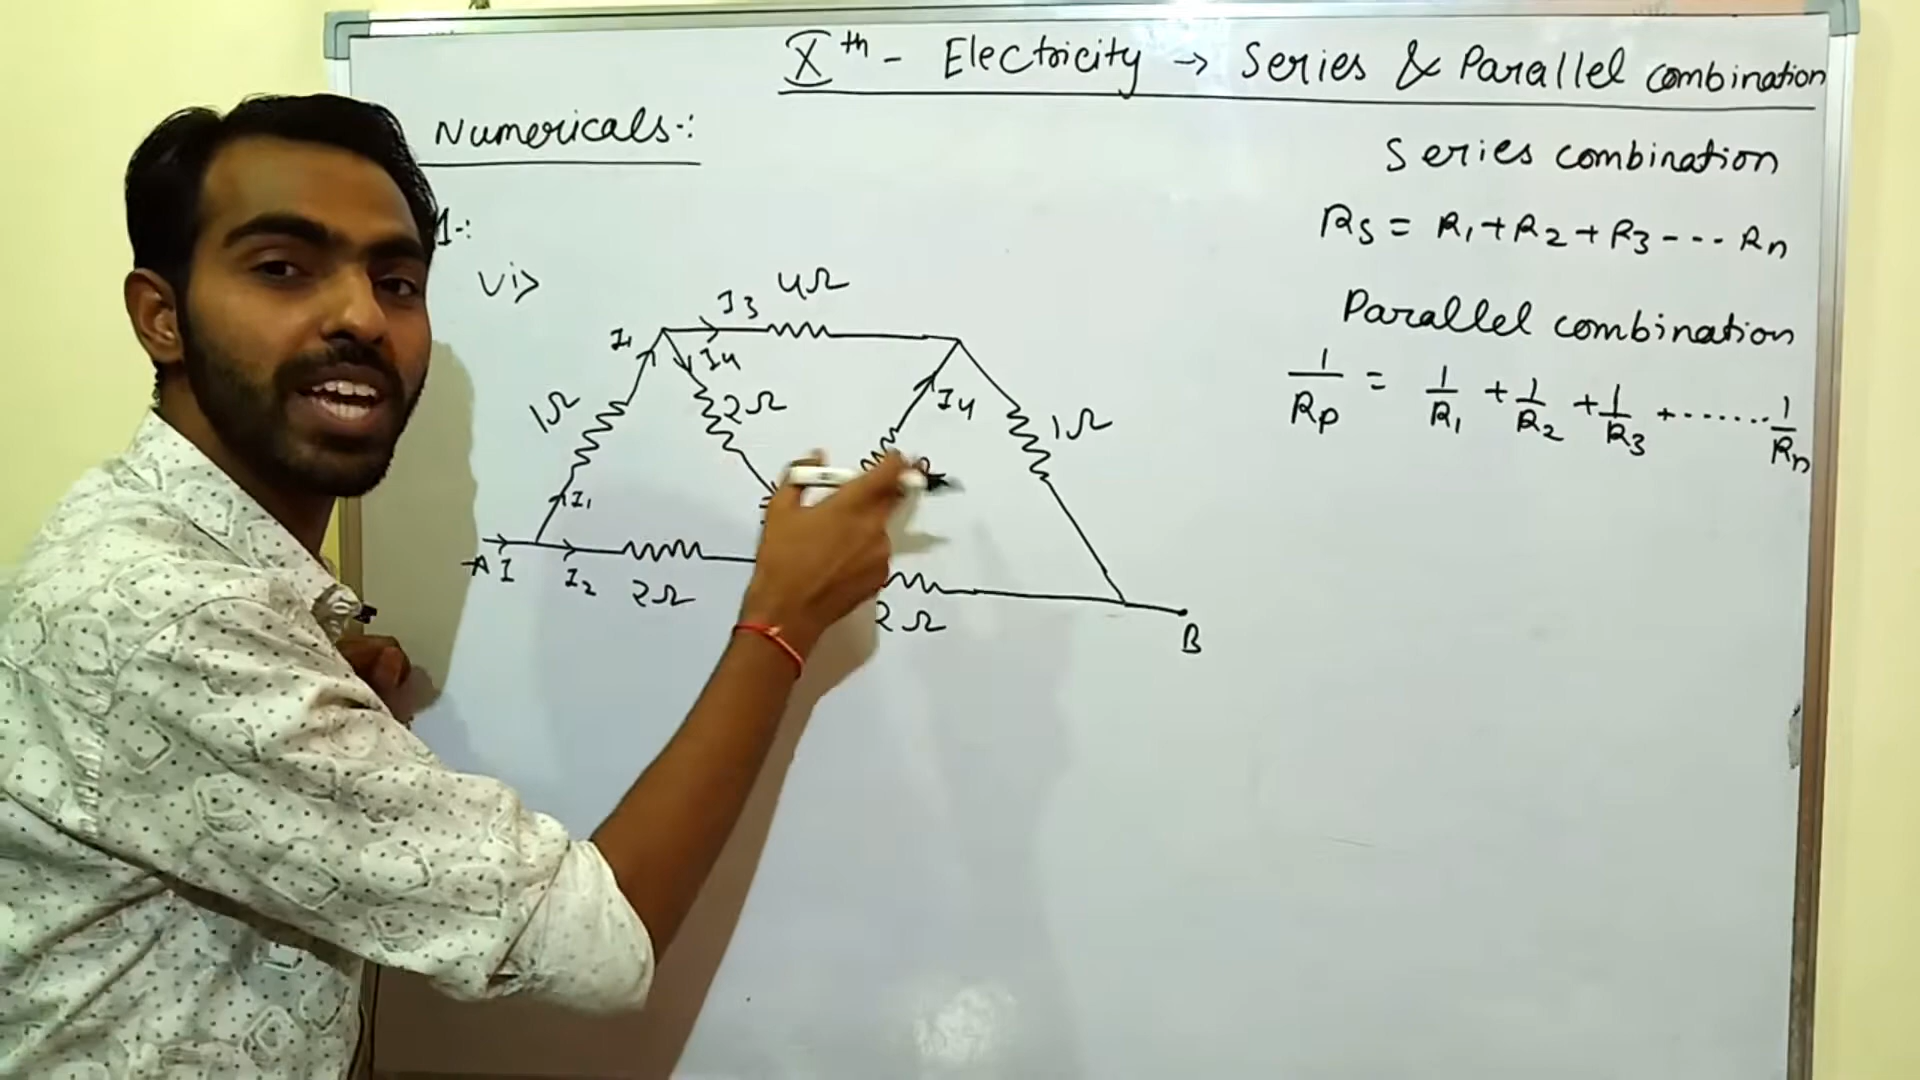 Xth - Electricity → Series & Parallel combination
Numericals:-
1-:
vi>
Series combination
Rs = R1 + R2 + R3 --- Rn
Parallel combination
1/Rp = 1/R1 + 1/R2 + 1/R3 + ....... 1/Rn
I3 4Ω
I1
I4
1Ω
2Ω
I4
1Ω
I1
A I
I2
2Ω
2Ω
B